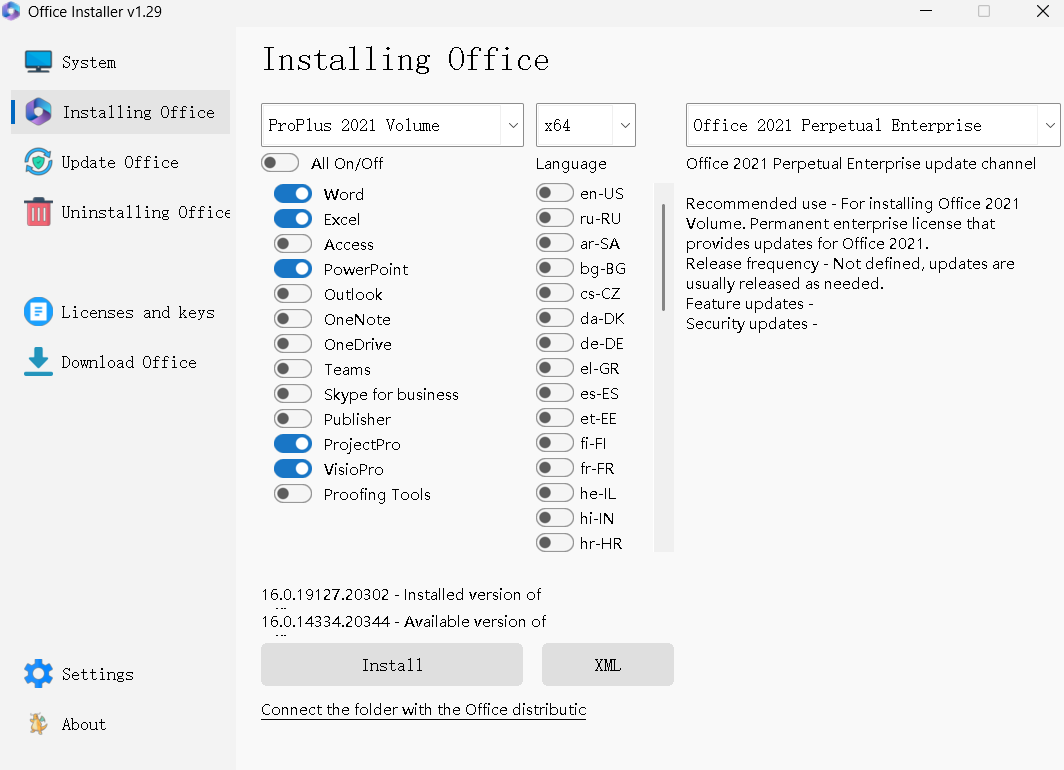 Office Installer v1.29
System
Installing Office
Update Office
Uninstalling Office
Licenses and keys
Download Office
Settings
About
Installing Office
ProPlus 2021 Volume
x64
Office 2021 Perpetual Enterprise
All On/Off
Word
Excel
Access
PowerPoint
Outlook
OneNote
OneDrive
Teams
Skype for business
Publisher
ProjectPro
VisioPro
Proofing Tools
Language
en-US
ru-RU
ar-SA
bg-BG
cs-CZ
da-DK
de-DE
el-GR
es-ES
et-EE
fi-FI
fr-FR
he-IL
hi-IN
hr-HR
Office 2021 Perpetual Enterprise update channel
Recommended use - For installing Office 2021
Volume. Permanent enterprise license that
provides updates for Office 2021.
Release frequency - Not defined, updates are
usually released as needed.
Feature updates -
Security updates -
16.0.19127.20302 - Installed version of
16.0.14334.20344 - Available version of
Install
XML
Connect the folder with the Office distributic